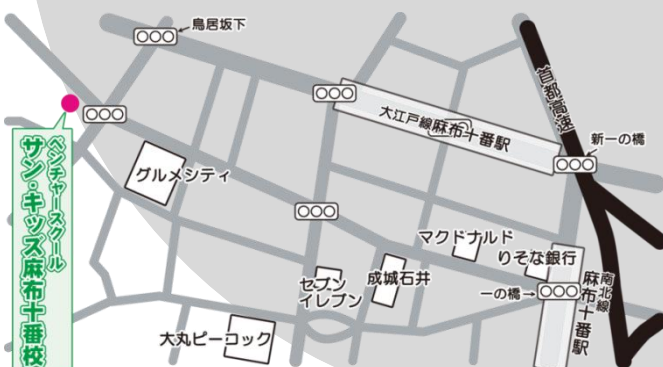 鳥居坂下
首都高速
大江戸線麻布十番駅
新一の橋
ベンチャースクール
サン・キッズ麻布十番校
グルメシティ
マクドナルド
りそな銀行
セブン
イレブン
成城石井
一の橋→
南北線
麻布十番駅
大丸ピーコック